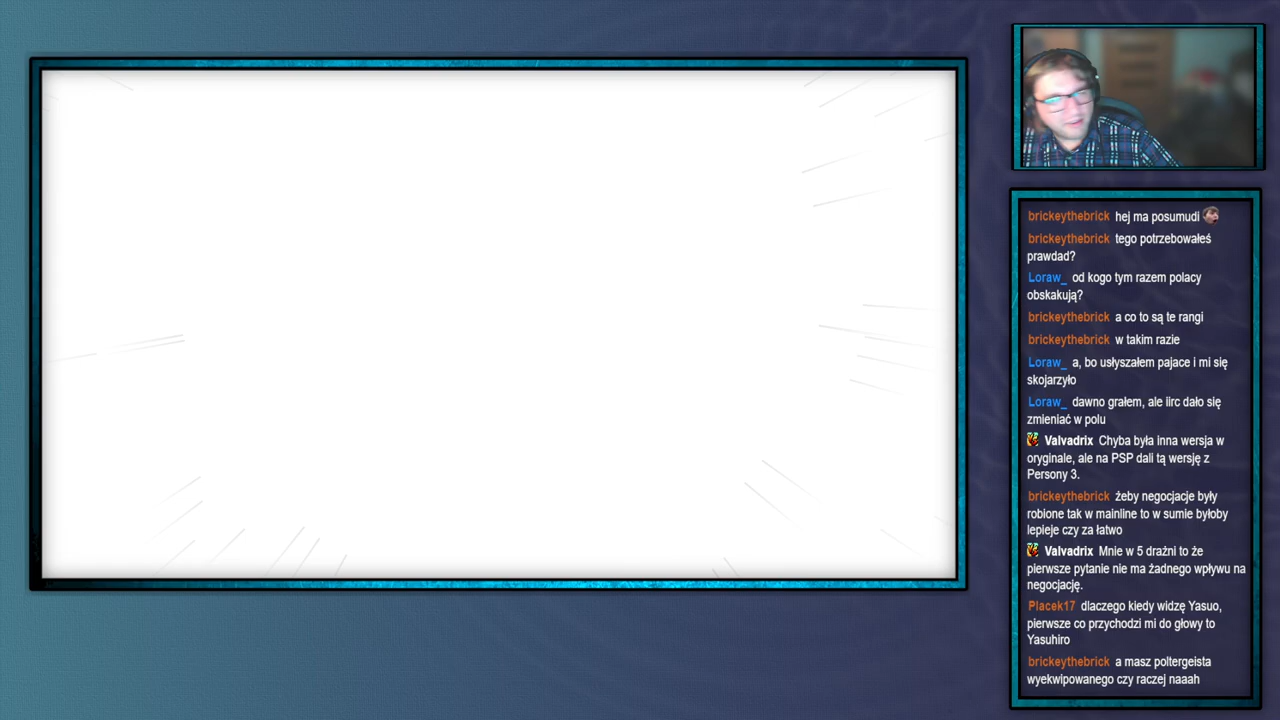 brickeythebrick hej ma posumudi
brickeythebrick tego potrzebowałeś
prawdad?
Loraw_ od kogo tym razem polacy
obskakują?
brickeythebrick a co to są te rangi
brickeythebrick w takim razie
Loraw_ a, bo usłyszałem pajace i mi się
skojarzyło
Loraw_ dawno grałem, ale iirc dało się
zmieniać w polu
Valvadrix Chyba była inna wersja w
oryginale, ale na PSP dali tą wersję z
Persony 3.
brickeythebrick żeby negocjacje były
robione tak w mainline to w sumie byłoby
lepieje czy za łatwo
Valvadrix Mnie w 5 drażni to że
pierwsze pytanie nie ma żadnego wpływu na
negocjację.
Placek17 dlaczego kiedy widzę Yasuo,
pierwsze co przychodzi mi do głowy to
Yasuhiro
brickeythebrick a masz poltergeista
wyekwipowanego czy raczej naaah